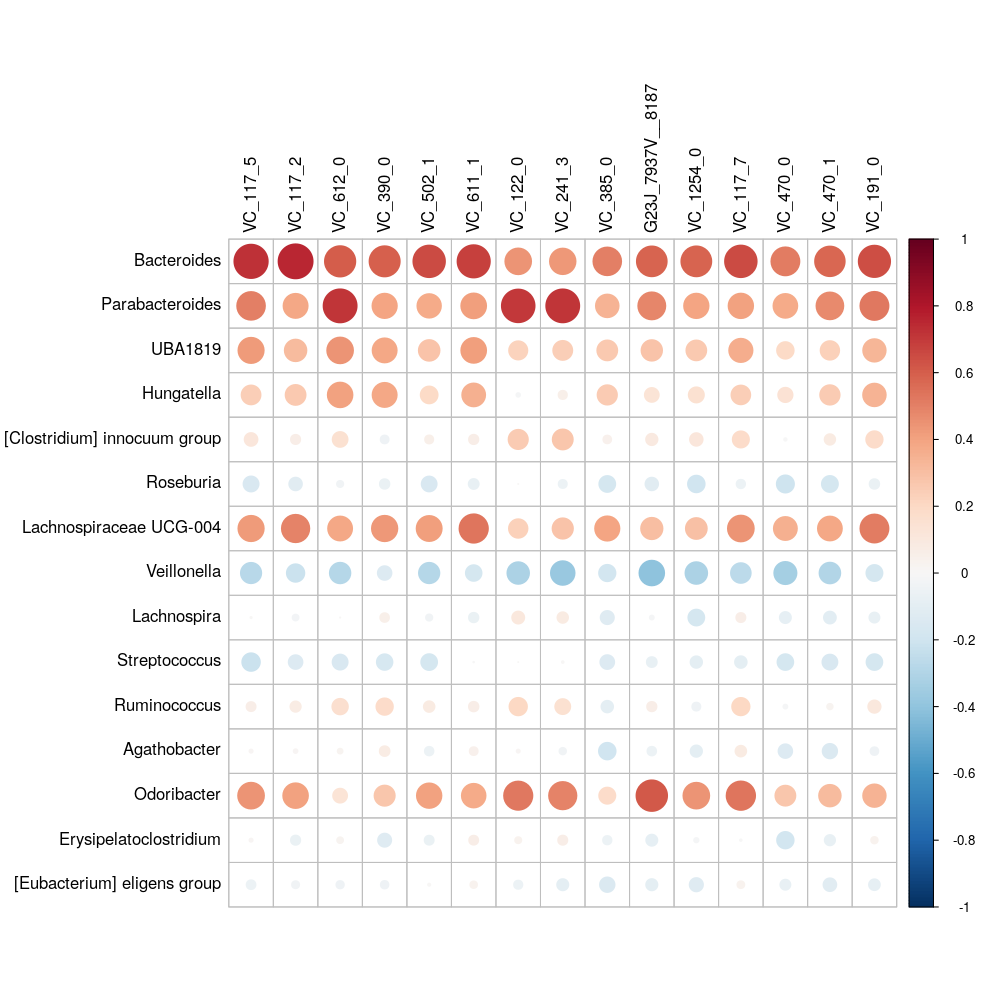 VC_117_5
VC_117_2
VC_612_0
VC_390_0
VC_502_1
VC_611_1
VC_122_0
VC_241_3
VC_385_0
G23J_7937V__8187
VC_1254_0
VC_117_7
VC_470_0
VC_470_1
VC_191_0
Bacteroides
Parabacteroides
UBA1819
Hungatella
[Clostridium] innocuum group
Roseburia
Lachnospiraceae UCG-004
Veillonella
Lachnospira
Streptococcus
Ruminococcus
Agathobacter
Odoribacter
Erysipelatoclostridium
[Eubacterium] eligens group
1
0.8
0.6
0.4
0.2
0
-0.2
-0.4
-0.6
-0.8
-1